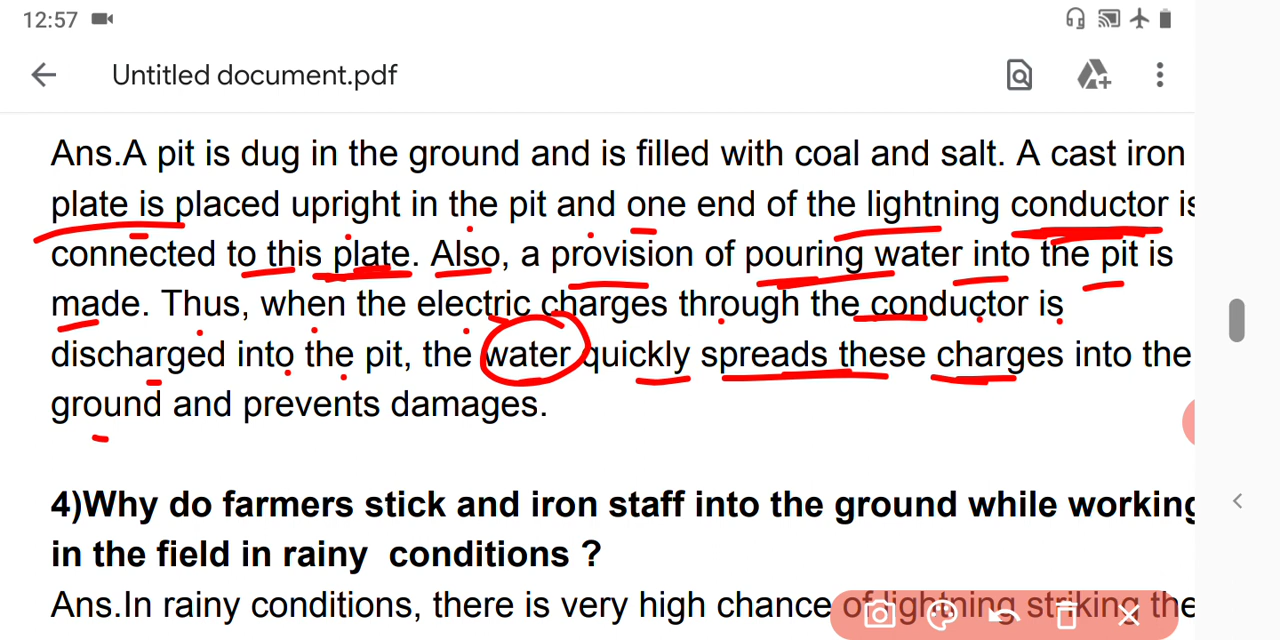 12:57
Untitled document.pdf
Ans.A pit is dug in the ground and is filled with coal and salt. A cast iron
plate is placed upright in the pit and one end of the lightning conductor is
connected to this plate. Also, a provision of pouring water into the pit is
made. Thus, when the electric charges through the conductor is
discharged into the pit, the water quickly spreads these charges into the
ground and prevents damages.
4)Why do farmers stick and iron staff into the ground while working
in the field in rainy conditions ?
Ans.In rainy conditions, there is very high chance of lightning striking the